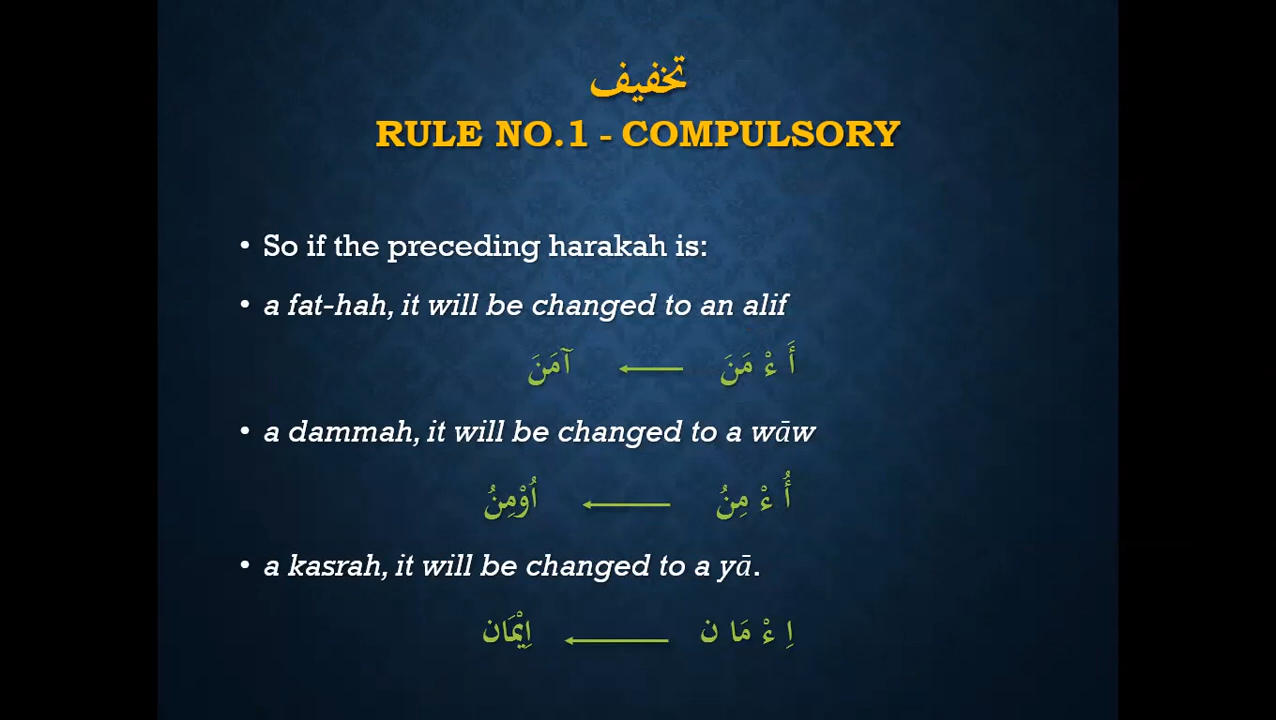 تخفيف
RULE NO.1 - COMPULSORY
• So if the preceding harakah is:
• a fat-hah, it will be changed to an alif
أَ ءْ مَنَ ← آمَنَ
• a dammah, it will be changed to a wāw
أُ ءْ مِنُ ← اُوْمِنُ
• a kasrah, it will be changed to a yā.
اِ ءْ مَا ن ← اِيْمَان